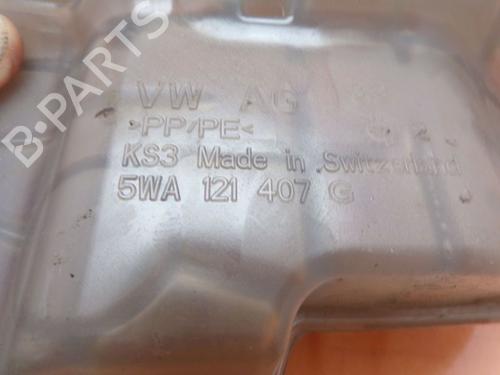 VW AG
>PP/PE<
KS3 Made in Switzerland
5WA 121 407 G
B-PARTS